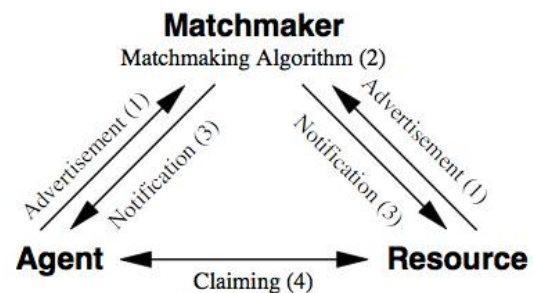 Matchmaker
Matchmaking Algorithm (2)
Advertisement (1)
Notification (3)
Notification (3)
Advertisement (1)
Agent
Resource
Claiming (4)